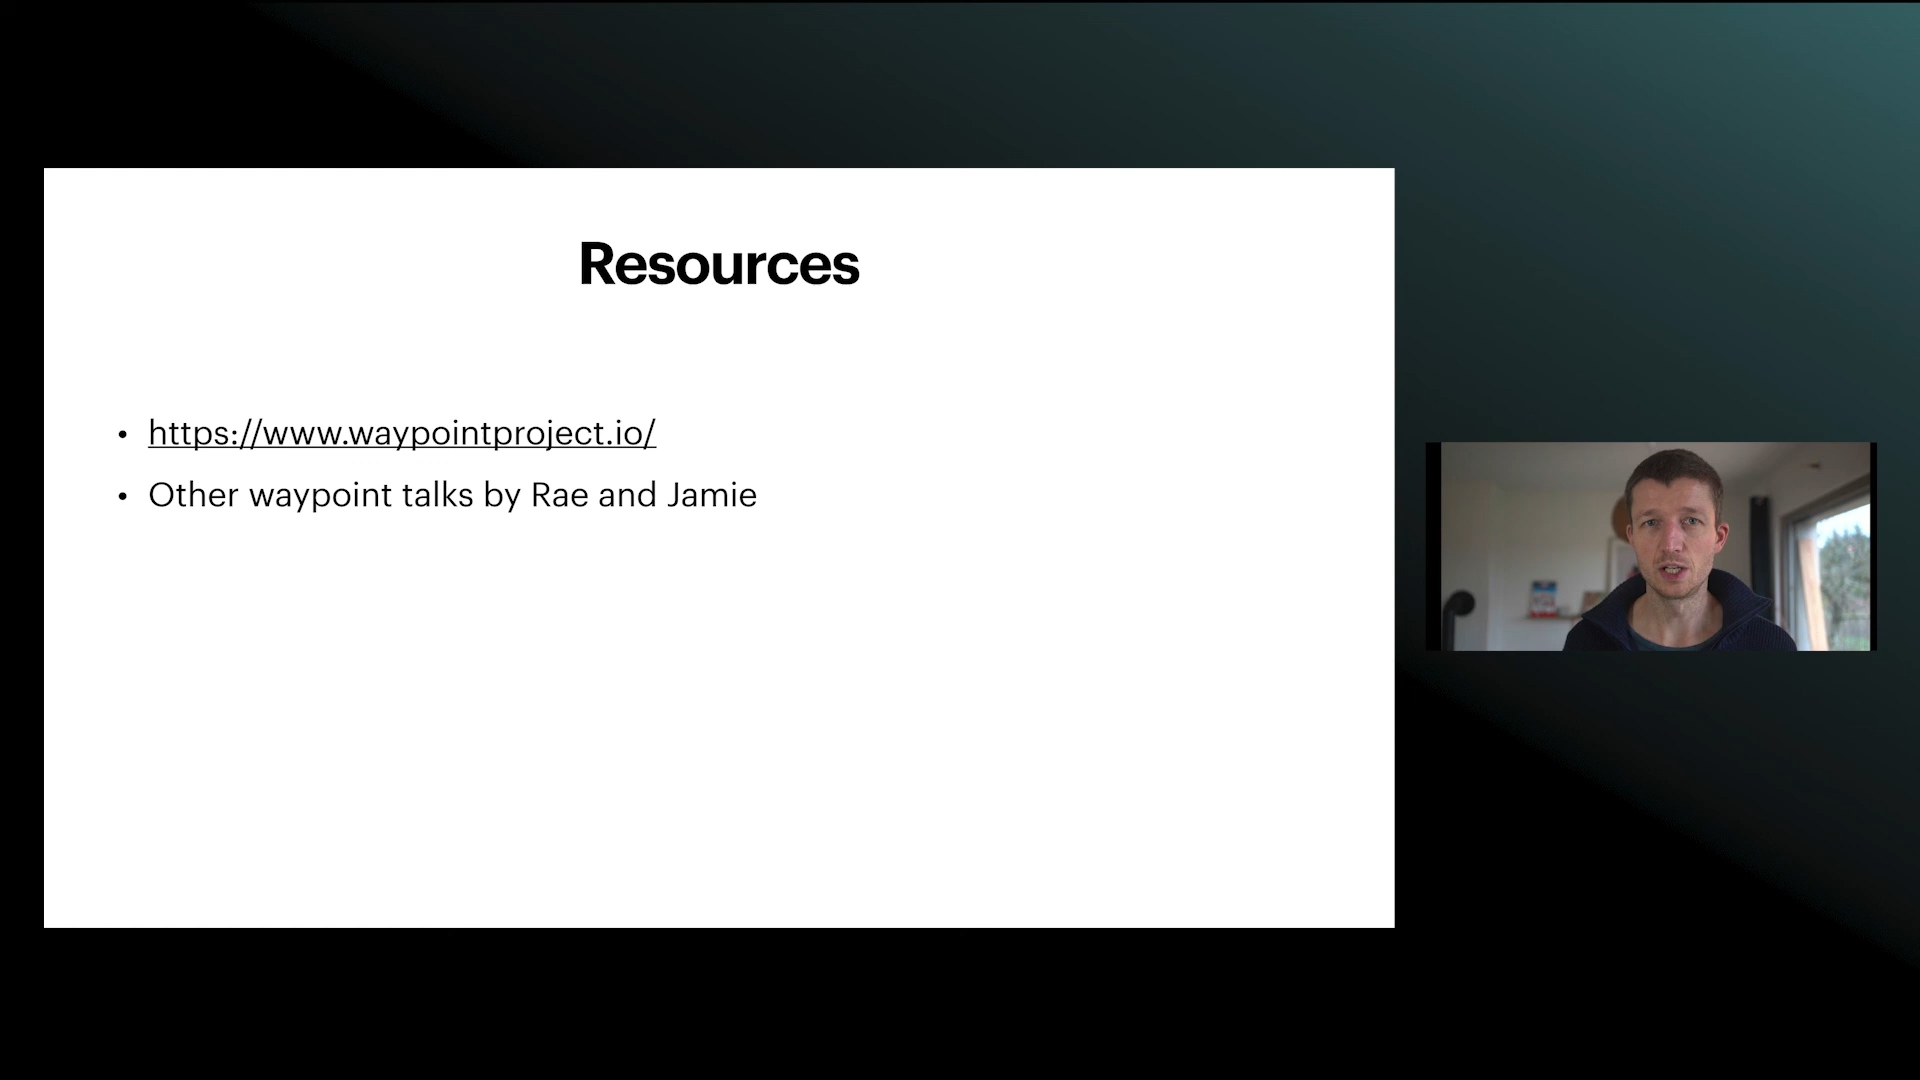 Resources
• https://www.waypointproject.io/
• Other waypoint talks by Rae and Jamie